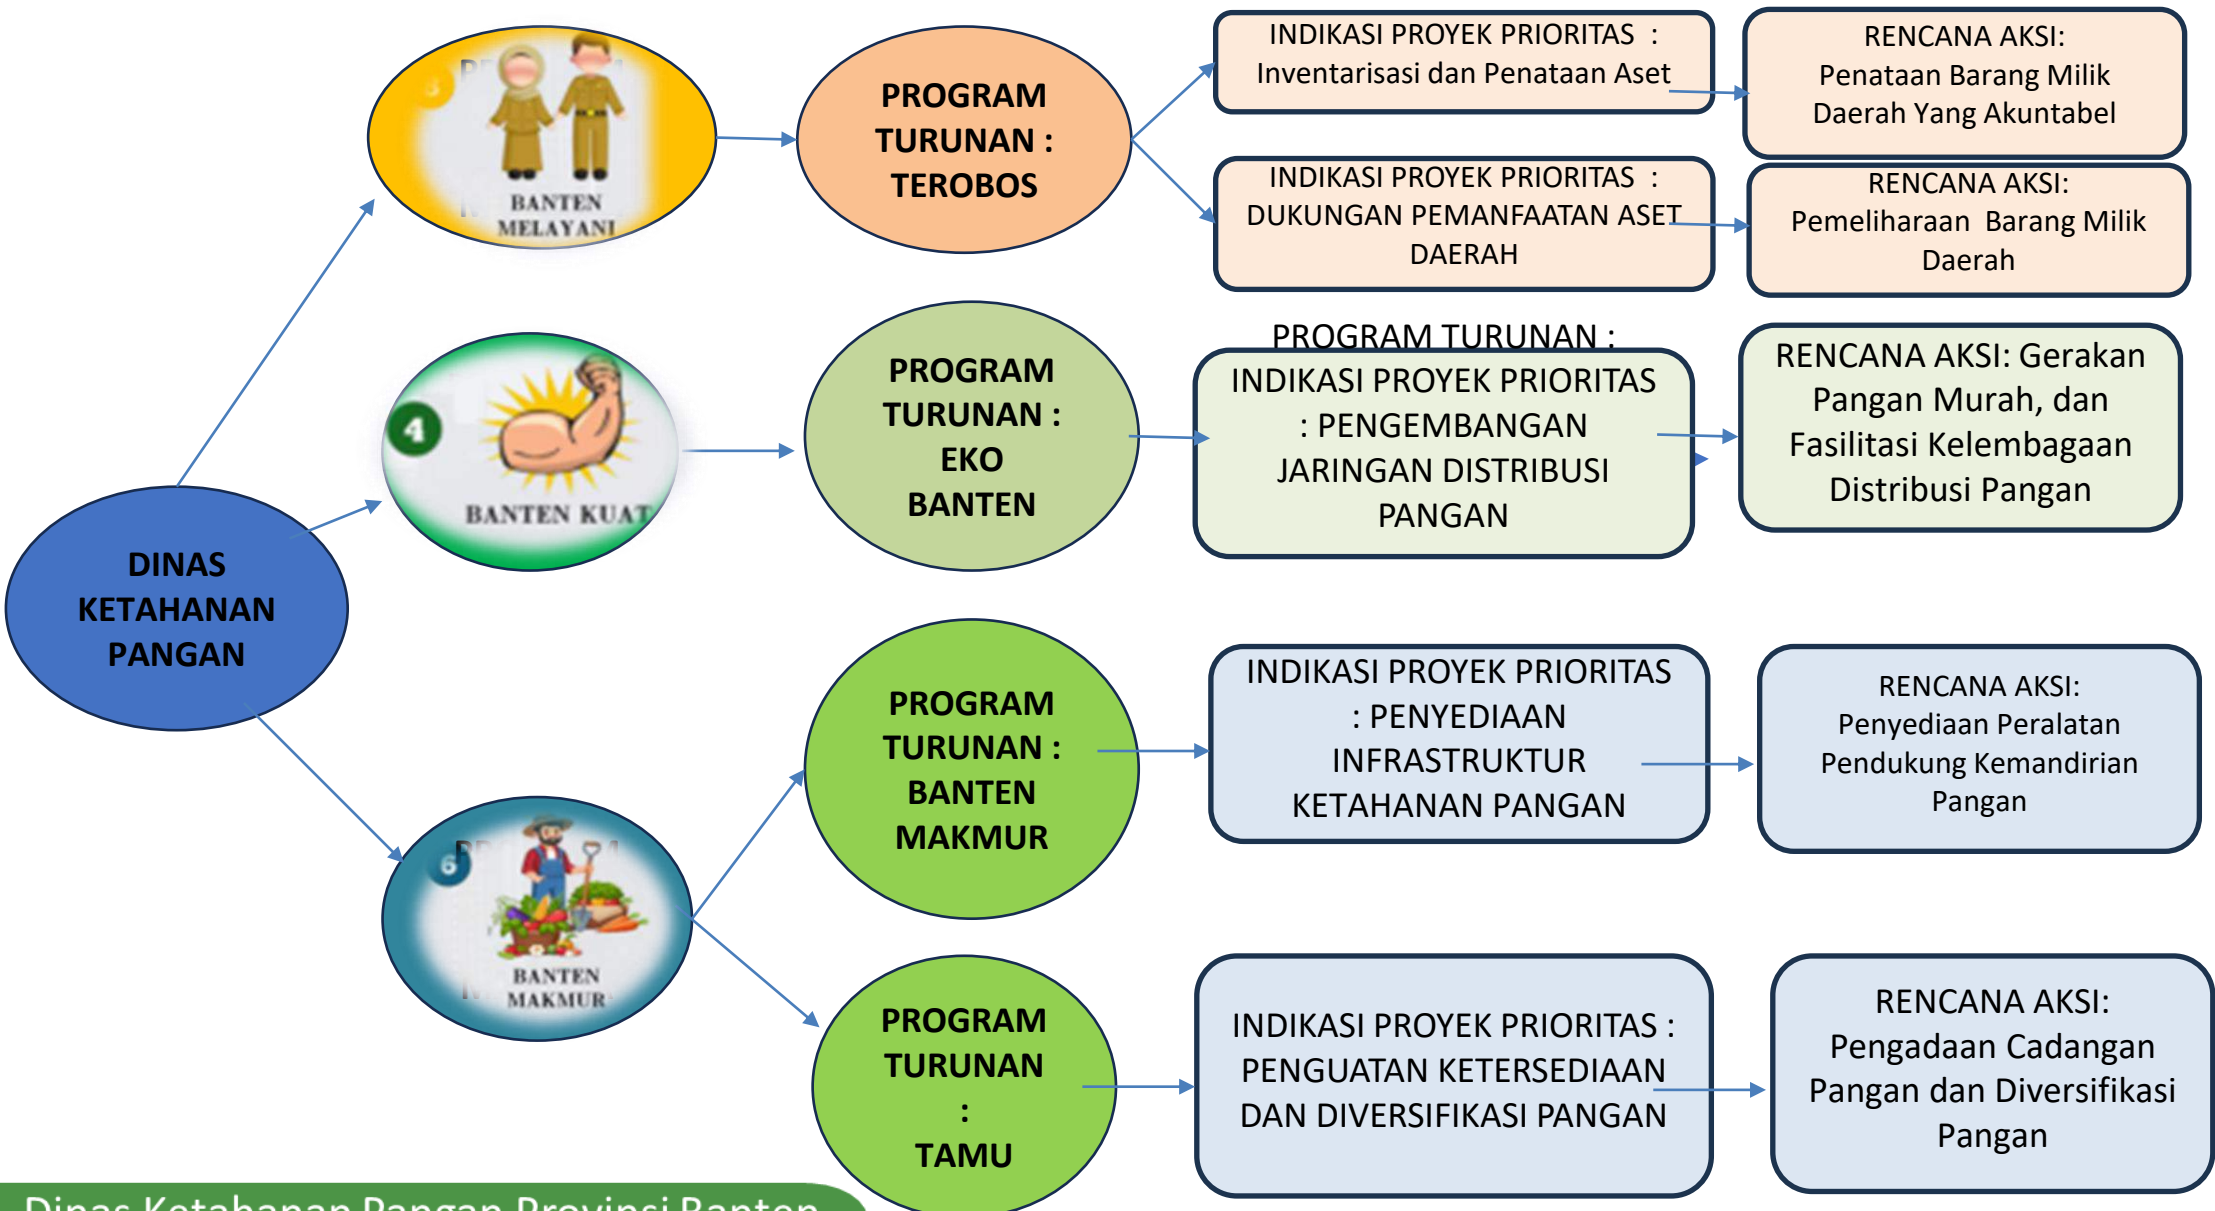 DINAS
KETAHANAN
PANGAN
3
BANTEN
MELAYANI
PROGRAM
TURUNAN :
TEROBOS
INDIKASI PROYEK PRIORITAS :
Inventarisasi dan Penataan Aset
RENCANA AKSI:
Penataan Barang Milik
Daerah Yang Akuntabel
INDIKASI PROYEK PRIORITAS :
DUKUNGAN PEMANFAATAN ASET
DAERAH
RENCANA AKSI:
Pemeliharaan Barang Milik
Daerah
4
BANTEN KUAT
PROGRAM
TURUNAN :
EKO
BANTEN
PROGRAM TURUNAN :
INDIKASI PROYEK PRIORITAS
: PENGEMBANGAN
JARINGAN DISTRIBUSI
PANGAN
RENCANA AKSI: Gerakan
Pangan Murah, dan
Fasilitasi Kelembagaan
Distribusi Pangan
6
BANTEN
MAKMUR
PROGRAM
TURUNAN :
BANTEN
MAKMUR
INDIKASI PROYEK PRIORITAS
: PENYEDIAAN
INFRASTRUKTUR
KETAHANAN PANGAN
RENCANA AKSI:
Penyediaan Peralatan
Pendukung Kemandirian
Pangan
PROGRAM
TURUNAN
:
TAMU
INDIKASI PROYEK PRIORITAS :
PENGUATAN KETERSEDIAAN
DAN DIVERSIFIKASI PANGAN
RENCANA AKSI:
Pengadaan Cadangan
Pangan dan Diversifikasi
Pangan
Dinas Ketahanan Pangan Provinsi Banten